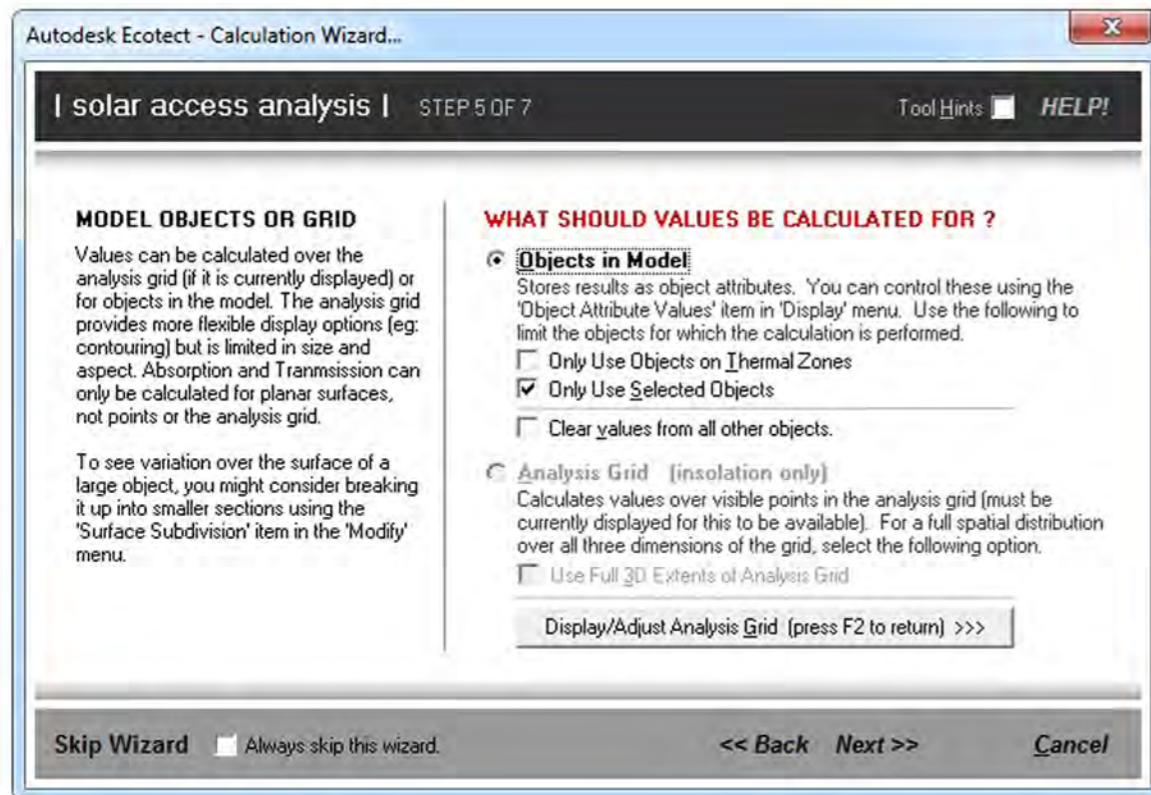 Autodesk Ecotect - Calculation Wizard...
| solar access analysis | STEP 5 OF 7 Tool Hints HELP!
MODEL OBJECTS OR GRID
Values can be calculated over the
analysis grid (if it is currently displayed) or
for objects in the model. The analysis grid
provides more flexible display options (eg:
contouring) but is limited in size and
aspect. Absorption and Tranmsission can
only be calculated for planar surfaces,
not points or the analysis grid.
To see variation over the surface of a
large object, you might consider breaking
it up into smaller sections using the
'Surface Subdivision' item in the 'Modify'
menu.
WHAT SHOULD VALUES BE CALCULATED FOR ?
Objects in Model
Stores results as object attributes. You can control these using the
'Object Attribute Values' item in 'Display' menu. Use the following to
limit the objects for which the calculation is performed.
Only Use Objects on Thermal Zones
Only Use Selected Objects
Clear values from all other objects.
Analysis Grid (insolation only)
Calculates values over visible points in the analysis grid (must be
currently displayed for this to be available). For a full spatial distribution
over all three dimensions of the grid, select the following option.
Use Full 3D Extents of Analysis Grid
Display/Adjust Analysis Grid (press F2 to return) >>>
Skip Wizard Always skip this wizard. << Back Next >> Cancel